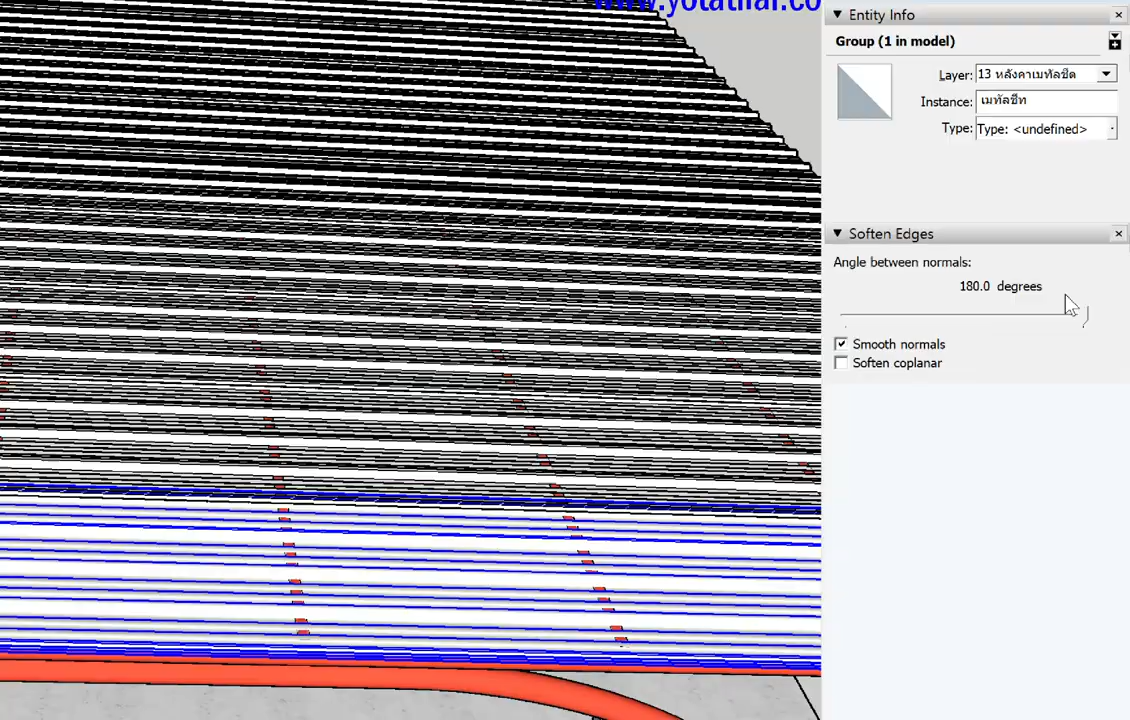 www.yotathai.co
Entity Info
Group (1 in model)
Layer: 13 หลังคาเมทัลชีด
Instance: เมทัลชีท
Type: Type: <undefined>
Soften Edges
Angle between normals:
180.0 degrees
Smooth normals
Soften coplanar